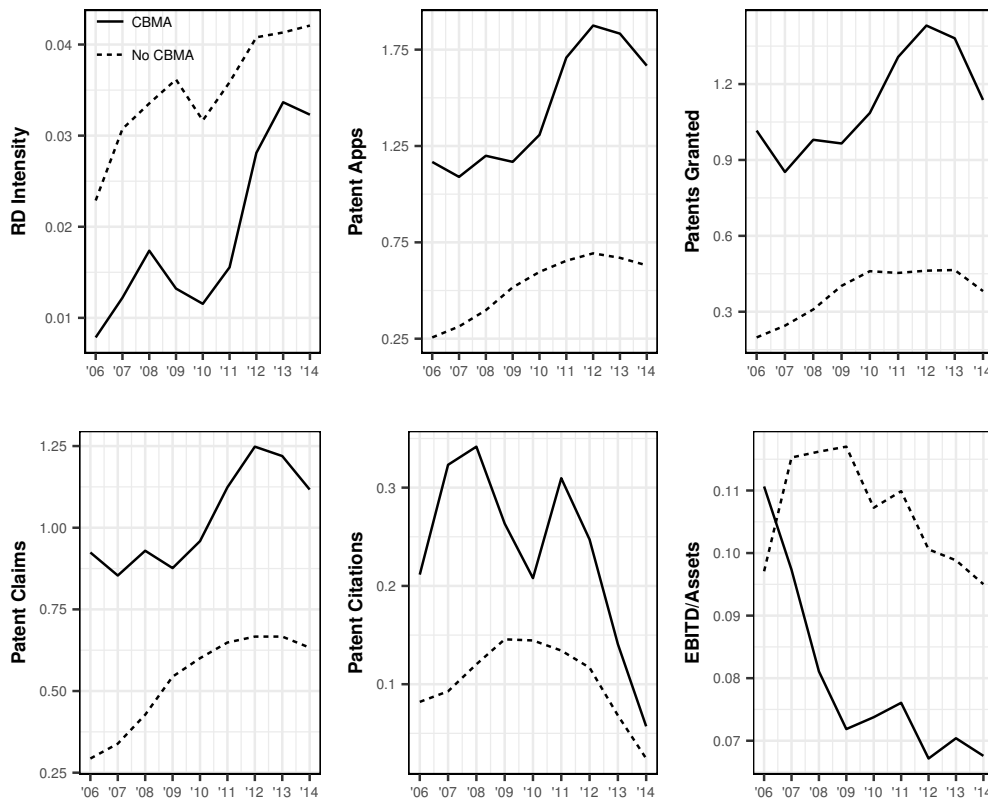 CBMA
No CBMA
RD Intensity
0.04
0.03
0.02
0.01
'06 '07 '08 '09 '10 '11 '12 '13 '14
Patent Apps
1.75
1.25
0.75
0.25
'06 '07 '08 '09 '10 '11 '12 '13 '14
Patents Granted
1.2
0.9
0.6
0.3
'06 '07 '08 '09 '10 '11 '12 '13 '14
Patent Claims
1.25
1.00
0.75
0.50
0.25
'06 '07 '08 '09 '10 '11 '12 '13 '14
Patent Citations
0.3
0.2
0.1
'06 '07 '08 '09 '10 '11 '12 '13 '14
EBITD/Assets
0.11
0.10
0.09
0.08
0.07
'06 '07 '08 '09 '10 '11 '12 '13 '14